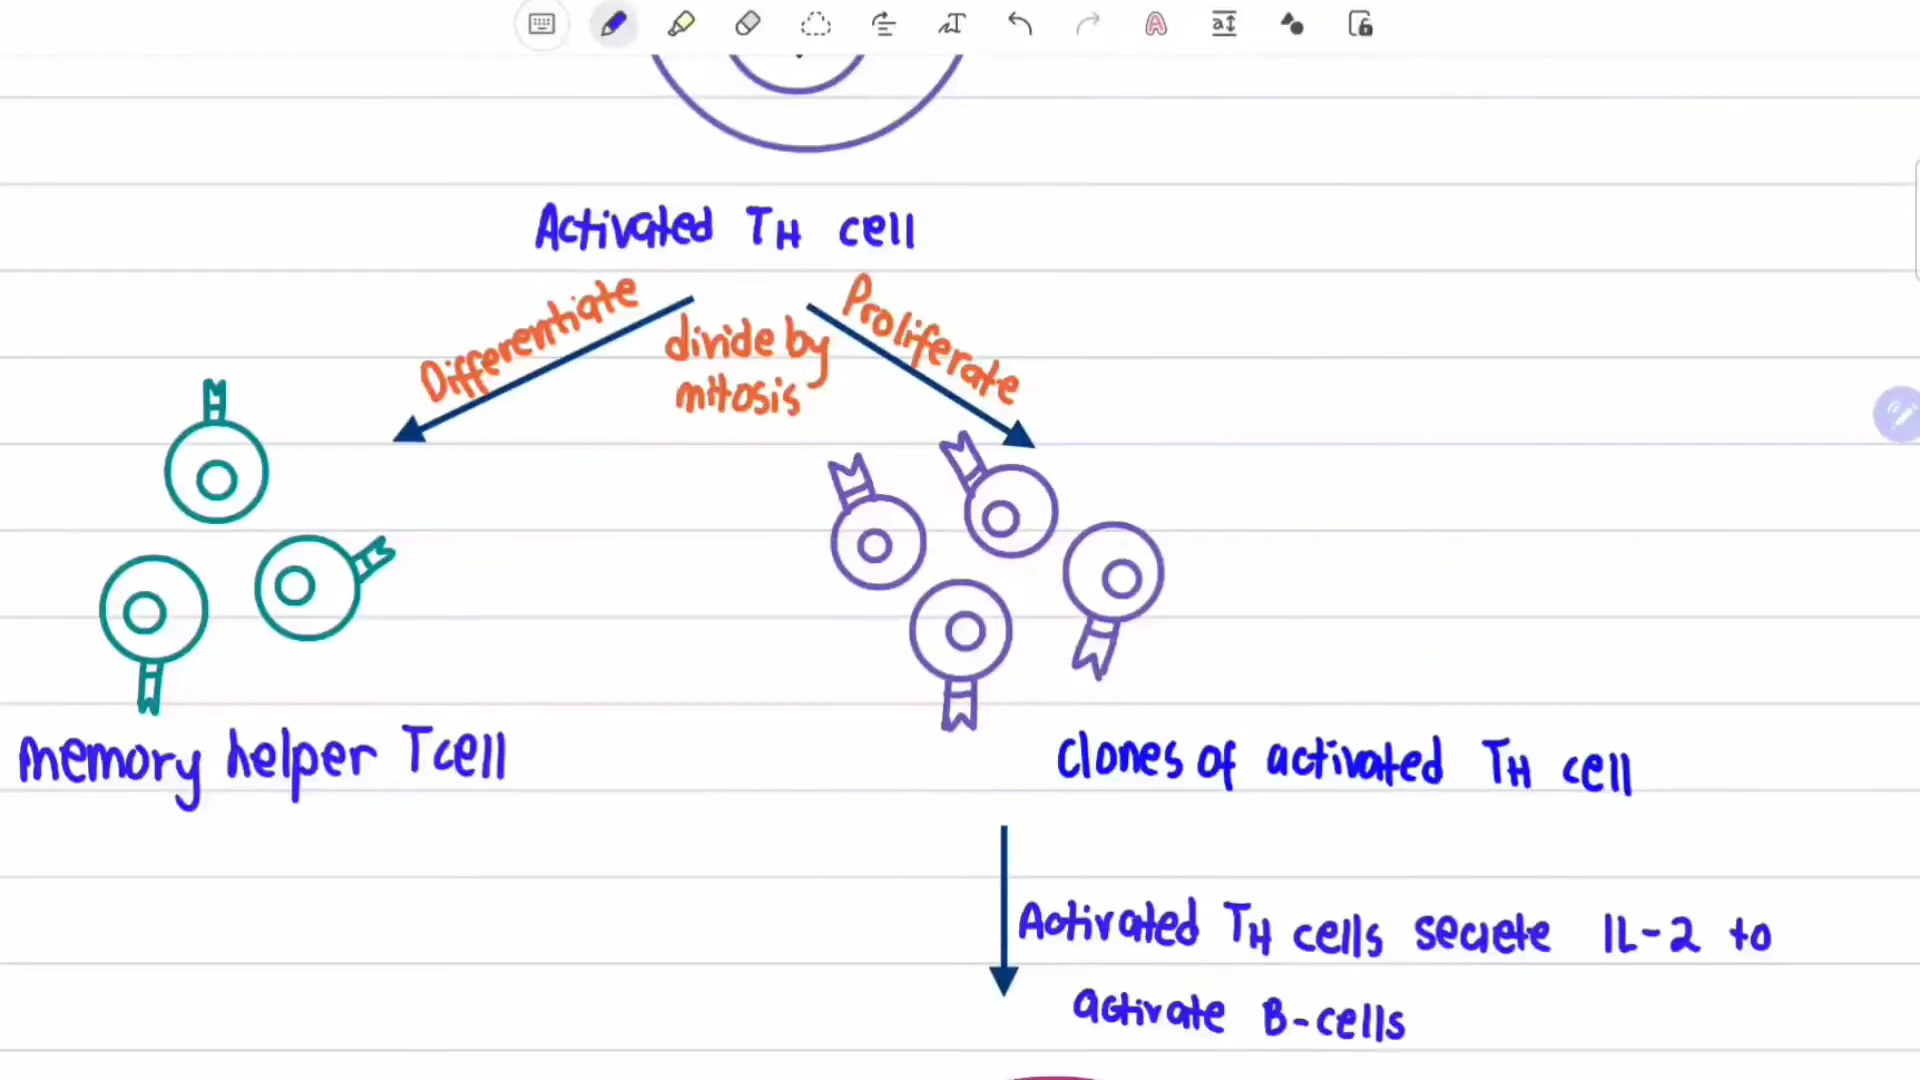 Activated TH cell
Differentiate
divide by
mitosis
Proliferate
memory helper T cell
Clones of activated TH cell
Activated TH cells secrete IL-2 to
activate B-cells